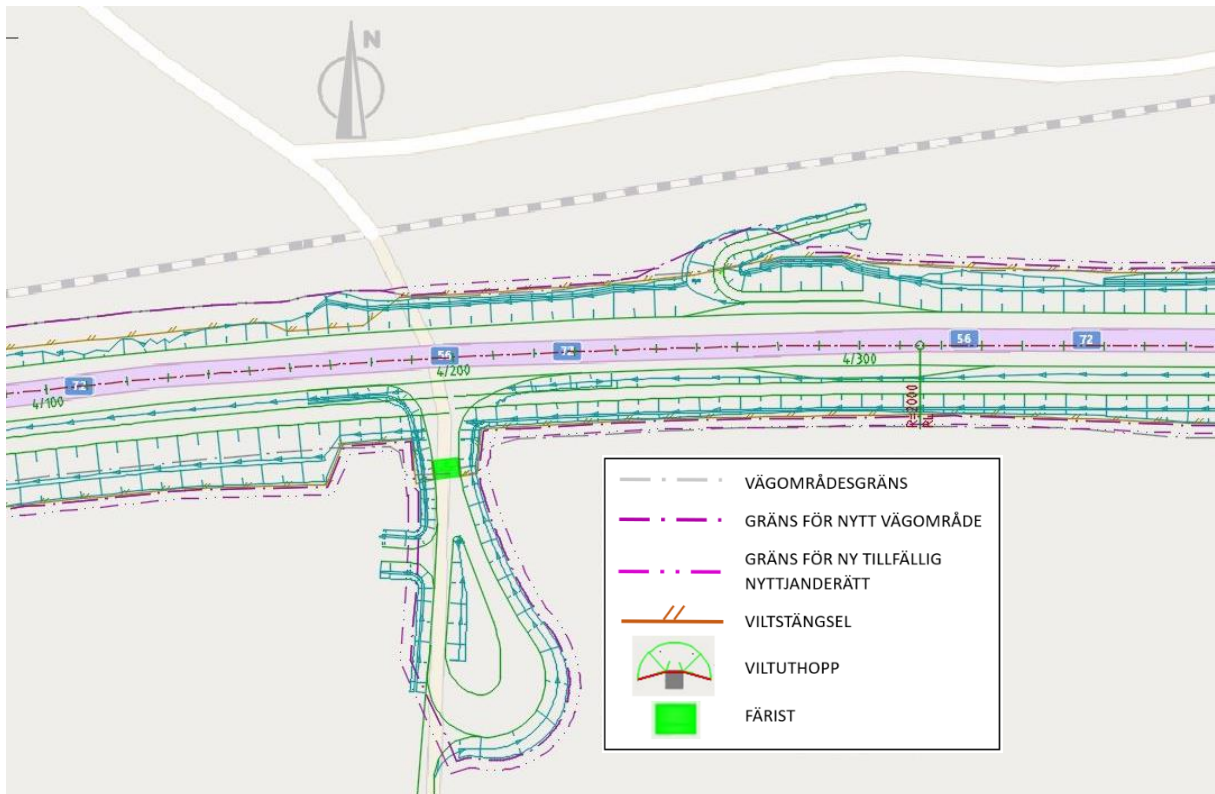 N
56
72
56
72
72
4/100
4/200
4/300
R=2000
VÄGOMRÅDESGRÄNS
GRÄNS FÖR NYTT VÄGOMRÅDE
GRÄNS FÖR NY TILLFÄLLIG
NYTTJANDERÄTT
VILTSTÄNGSEL
VILTUTHOPP
FÄRIST